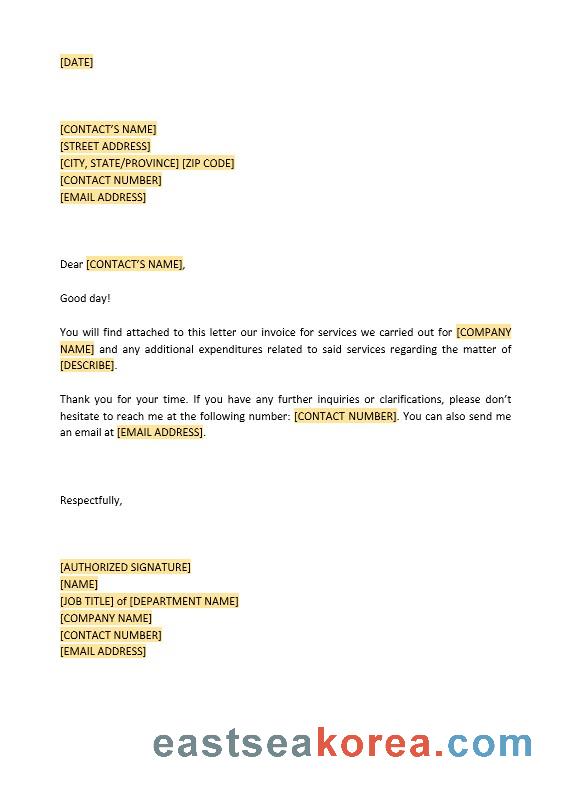 [DATE]
[CONTACT’S NAME]
[STREET ADDRESS]
[CITY, STATE/PROVINCE] [ZIP CODE]
[CONTACT NUMBER]
[EMAIL ADDRESS]
Dear [CONTACT’S NAME],
Good day!
You will find attached to this letter our invoice for services we carried out for [COMPANY
NAME] and any additional expenditures related to said services regarding the matter of
[DESCRIBE].
Thank you for your time. If you have any further inquiries or clarifications, please don’t
hesitate to reach me at the following number: [CONTACT NUMBER]. You can also send me
an email at [EMAIL ADDRESS].
Respectfully,
[AUTHORIZED SIGNATURE]
[NAME]
[JOB TITLE] of [DEPARTMENT NAME]
[COMPANY NAME]
[CONTACT NUMBER]
[EMAIL ADDRESS]
eastseakorea.com